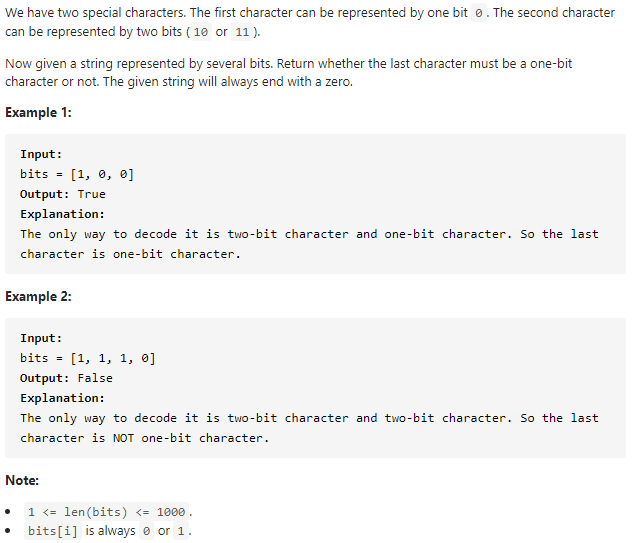 We have two special characters. The first character can be represented by one bit 0. The second character
can be represented by two bits (10 or 11).
Now given a string represented by several bits. Return whether the last character must be a one-bit
character or not. The given string will always end with a zero.
Example 1:
Input:
bits = [1, 0, 0]
Output: True
Explanation:
The only way to decode it is two-bit character and one-bit character. So the last
character is one-bit character.
Example 2:
Input:
bits = [1, 1, 1, 0]
Output: False
Explanation:
The only way to decode it is two-bit character and two-bit character. So the last
character is NOT one-bit character.
Note:
• 1 <= len(bits) <= 1000.
• bits[i] is always 0 or 1.